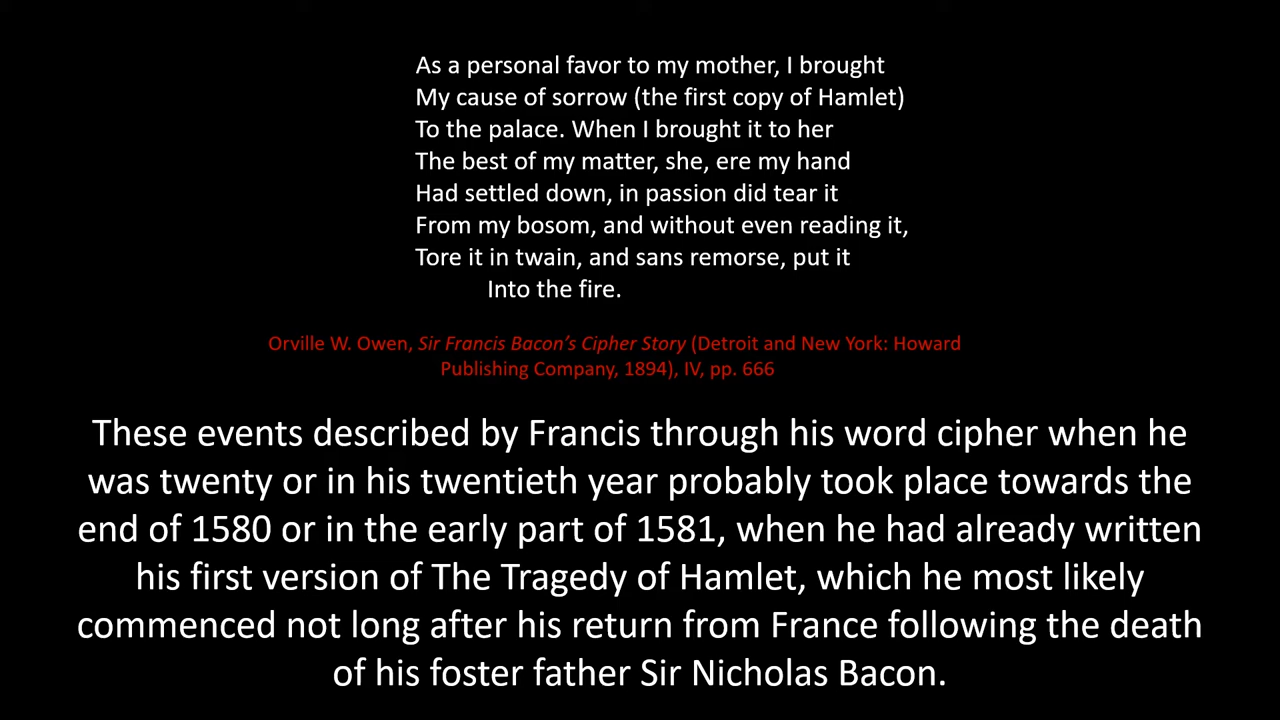 As a personal favor to my mother, I brought
My cause of sorrow (the first copy of Hamlet)
To the palace. When I brought it to her
The best of my matter, she, ere my hand
Had settled down, in passion did tear it
From my bosom, and without even reading it,
Tore it in twain, and sans remorse, put it
Into the fire.
Orville W. Owen, Sir Francis Bacon's Cipher Story (Detroit and New York: Howard
Publishing Company, 1894), IV, pp. 666
These events described by Francis through his word cipher when he
was twenty or in his twentieth year probably took place towards the
end of 1580 or in the early part of 1581, when he had already written
his first version of The Tragedy of Hamlet, which he most likely
commenced not long after his return from France following the death
of his foster father Sir Nicholas Bacon.